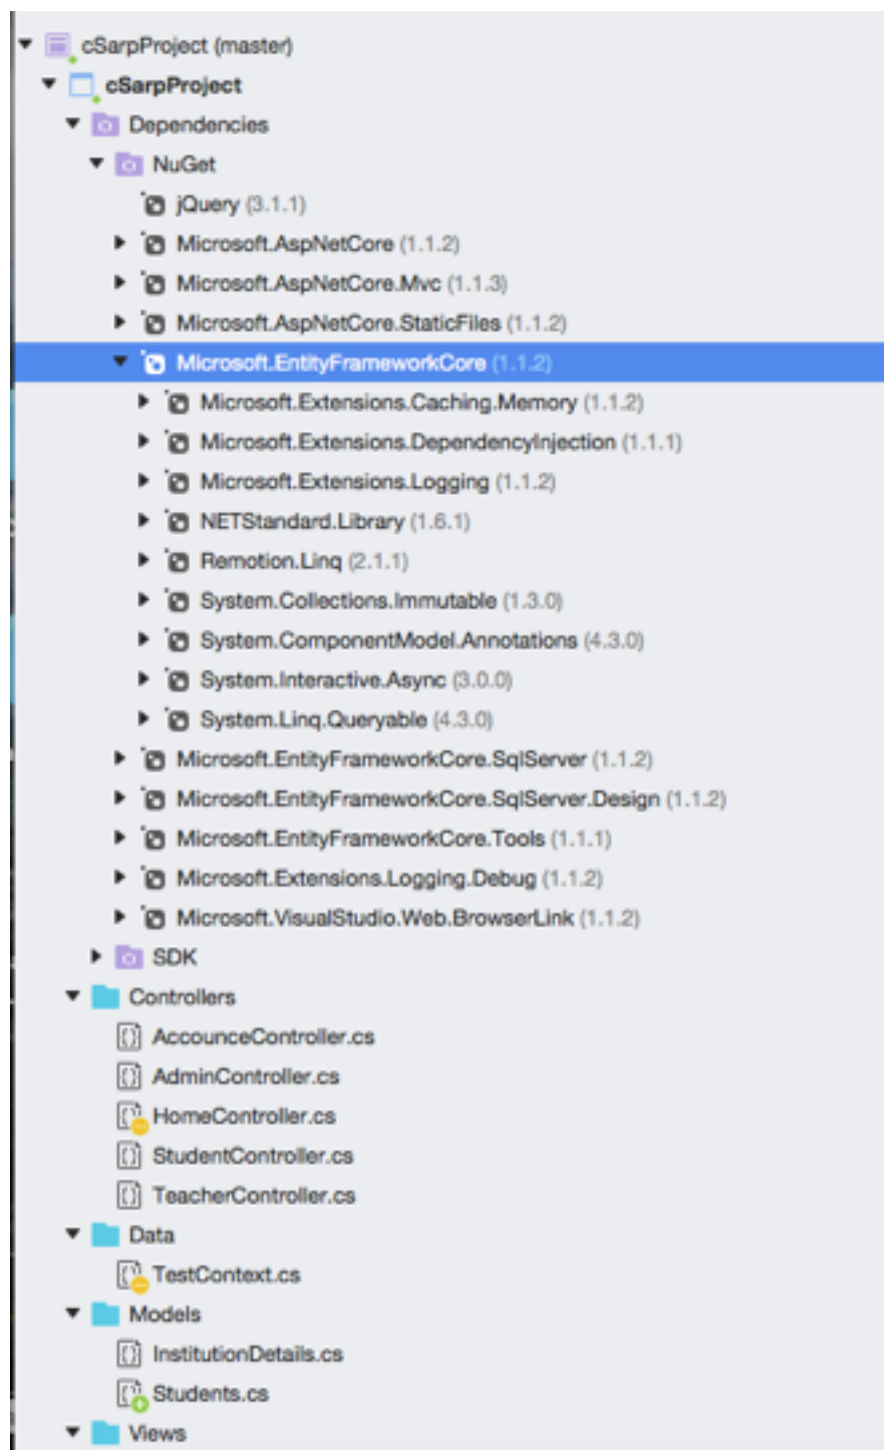 cSarpProject (master)
cSarpProject
Dependencies
NuGet
jQuery (3.1.1)
Microsoft.AspNetCore (1.1.2)
Microsoft.AspNetCore.Mvc (1.1.3)
Microsoft.AspNetCore.StaticFiles (1.1.2)
Microsoft.EntityFrameworkCore (1.1.2)
Microsoft.Extensions.Caching.Memory (1.1.2)
Microsoft.Extensions.DependencyInjection (1.1.1)
Microsoft.Extensions.Logging (1.1.2)
NETStandard.Library (1.6.1)
Remotion.Linq (2.1.1)
System.Collections.Immutable (1.3.0)
System.ComponentModel.Annotations (4.3.0)
System.Interactive.Async (3.0.0)
System.Linq.Queryable (4.3.0)
Microsoft.EntityFrameworkCore.SqlServer (1.1.2)
Microsoft.EntityFrameworkCore.SqlServer.Design (1.1.2)
Microsoft.EntityFrameworkCore.Tools (1.1.1)
Microsoft.Extensions.Logging.Debug (1.1.2)
Microsoft.VisualStudio.Web.BrowserLink (1.1.2)
SDK
Controllers
AccounceController.cs
AdminController.cs
HomeController.cs
StudentController.cs
TeacherController.cs
Data
TestContext.cs
Models
InstitutionDetails.cs
Students.cs
Views